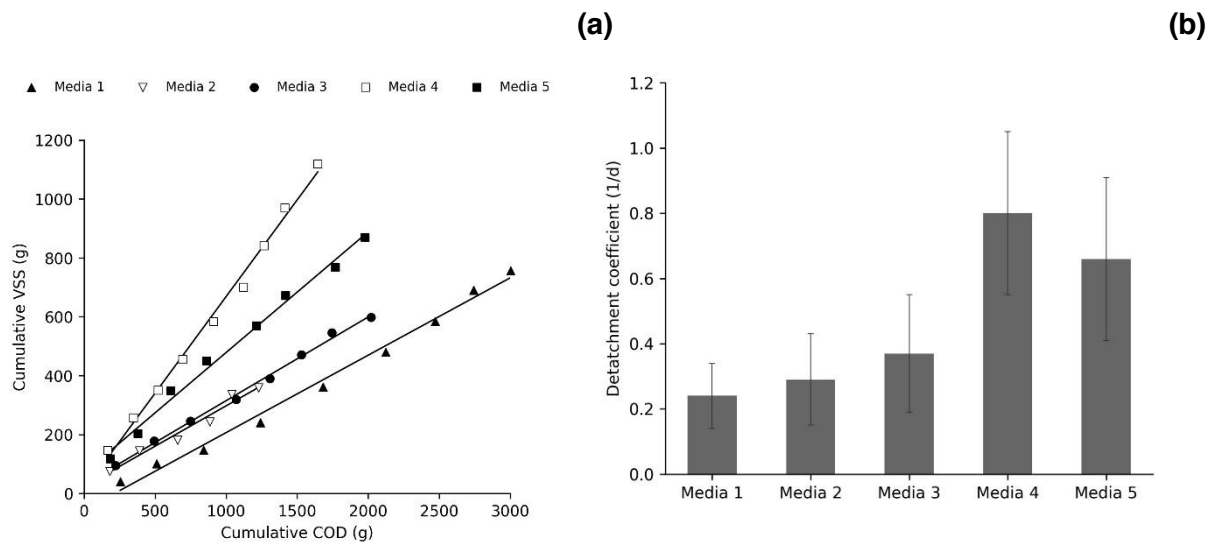 (a)
Media 1 Media 2 Media 3 Media 4 Media 5
Cumulative VSS (g)
1200
1000
800
600
400
200
0
0 500 1000 1500 2000 2500 3000
Cumulative COD (g)
(b)
Detatchment coefficient (1/d)
1.2
1.0
0.8
0.6
0.4
0.2
0.0
Media 1 Media 2 Media 3 Media 4 Media 5